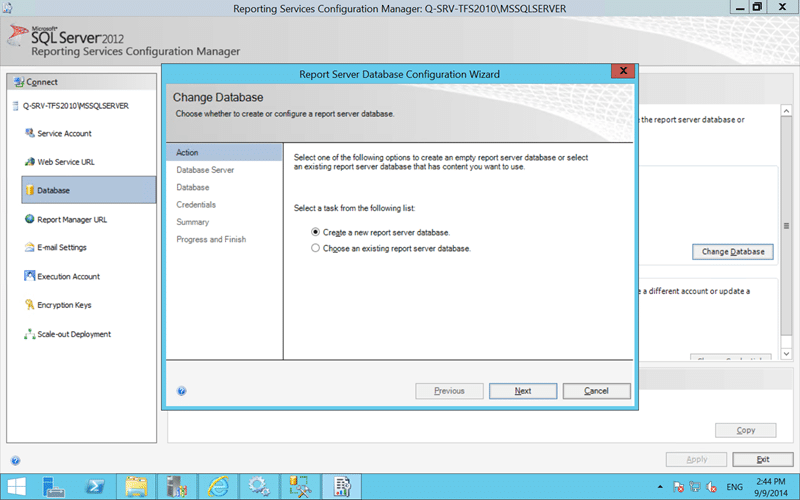 Reporting Services Configuration Manager: Q-SRV-TFS2010\MSSQLSERVER
Microsoft
SQL Server 2012
Reporting Services Configuration Manager
Connect
Q-SRV-TFS2010\MSSQLSERVER
Service Account
Web Service URL
Database
Report Manager URL
E-mail Settings
Execution Account
Encryption Keys
Scale-out Deployment
Report Server Database Configuration Wizard
X
Change Database
Choose whether to create or configure a report server database.
Action
Database Server
Database
Credentials
Summary
Progress and Finish
Select one of the following options to create an empty report server database or select
an existing report server database that has content you want to use.
Select a task from the following list:
Create a new report server database.
Choose an existing report server database.
Previous
Next
Cancel
the report server database or
Change Database
e a different account or update a
Copy
Apply
Exit
ENG
2:44 PM
9/9/2014